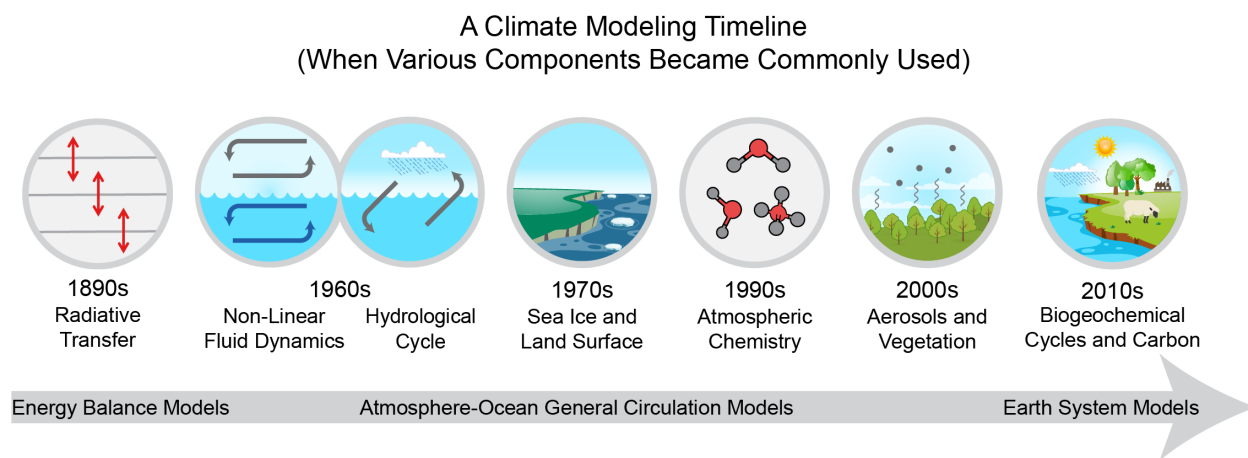 A Climate Modeling Timeline
(When Various Components Became Commonly Used)
1890s
Radiative
Transfer
1960s
Non-Linear
Fluid Dynamics
Hydrological
Cycle
1970s
Sea Ice and
Land Surface
1990s
Atmospheric
Chemistry
2000s
Aerosols and
Vegetation
2010s
Biogeochemical
Cycles and Carbon
Energy Balance Models
Atmosphere-Ocean General Circulation Models
Earth System Models